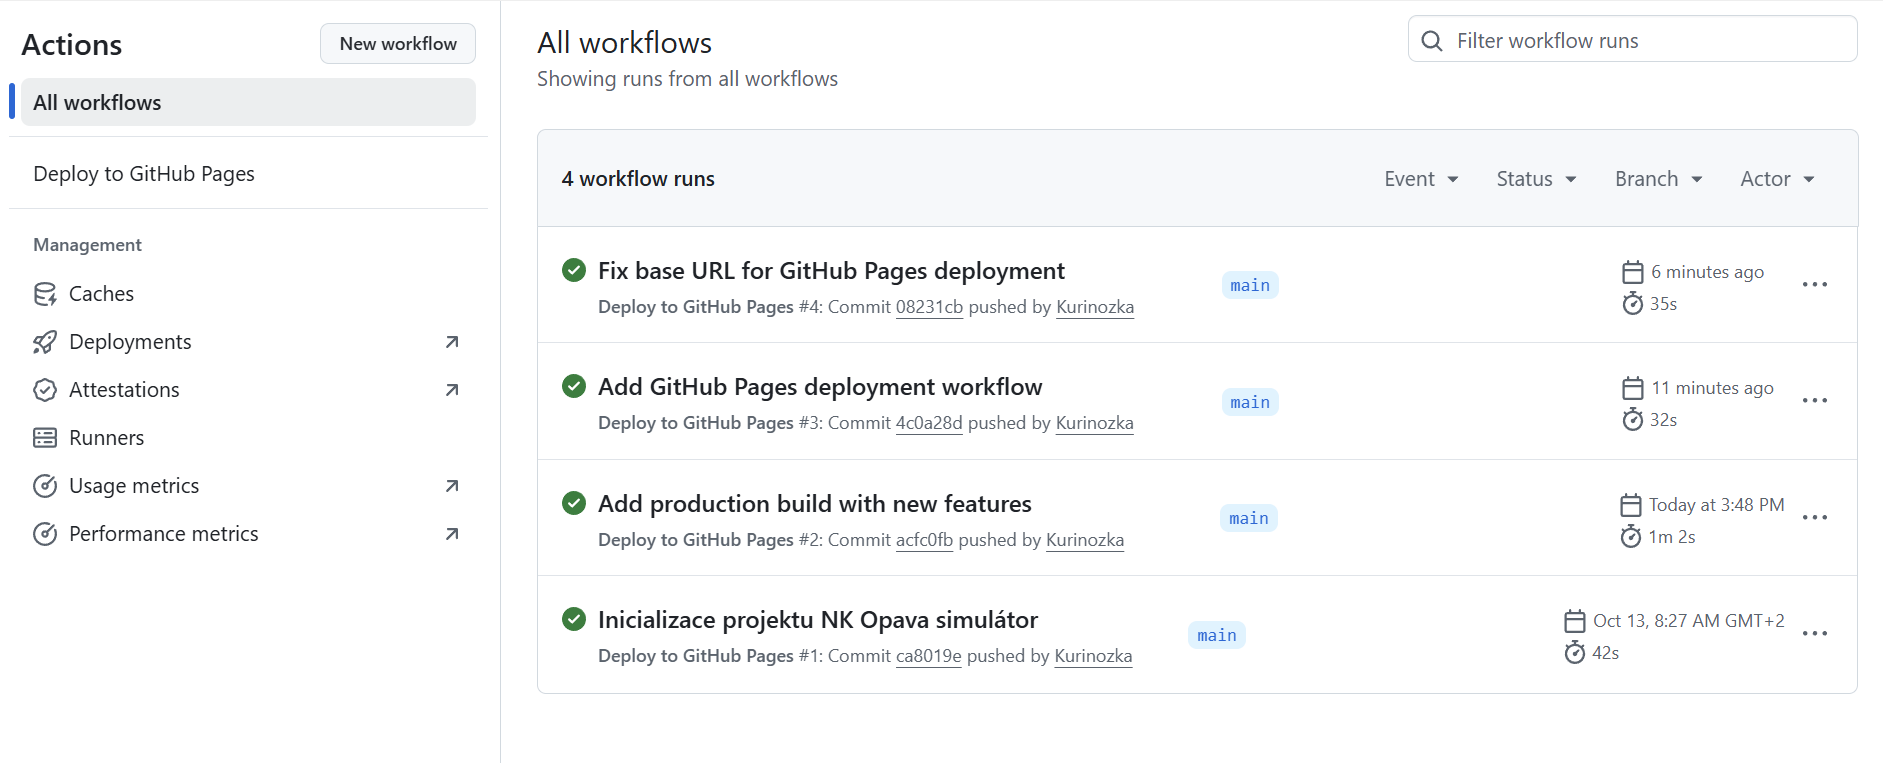 Actions
New workflow
All workflows
Deploy to GitHub Pages
Management
Caches
Deployments
Attestations
Runners
Usage metrics
Performance metrics
All workflows
Showing runs from all workflows
Filter workflow runs
4 workflow runs
Event Status Branch Actor
Fix base URL for GitHub Pages deployment
Deploy to GitHub Pages #4: Commit 08231cb pushed by Kurinozka
main
6 minutes ago
35s
Add GitHub Pages deployment workflow
Deploy to GitHub Pages #3: Commit 4c0a28d pushed by Kurinozka
main
11 minutes ago
32s
Add production build with new features
Deploy to GitHub Pages #2: Commit acfc0fb pushed by Kurinozka
main
Today at 3:48 PM
1m 2s
Inicializace projektu NK Opava simulátor
Deploy to GitHub Pages #1: Commit ca8019e pushed by Kurinozka
main
Oct 13, 8:27 AM GMT+2
42s